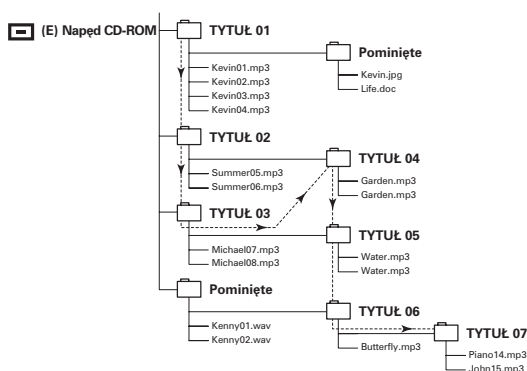 (E) Napęd CD-ROM
TYTUŁ 01
Pominięte
Kevin01.mp3
Kevin.jpg
Kevin02.mp3
Life.doc
Kevin03.mp3
Kevin04.mp3
TYTUŁ 02
TYTUŁ 04
Summer05.mp3
Garden.mp3
Summer06.mp3
Garden.mp3
TYTUŁ 03
TYTUŁ 05
Michael07.mp3
Water.mp3
Michael08.mp3
Water.mp3
Pominięte
TYTUŁ 06
Kenny01.wav
TYTUŁ 07
Kenny02.wav
Butterfly.mp3
Piano14.mp3
John15.mp3